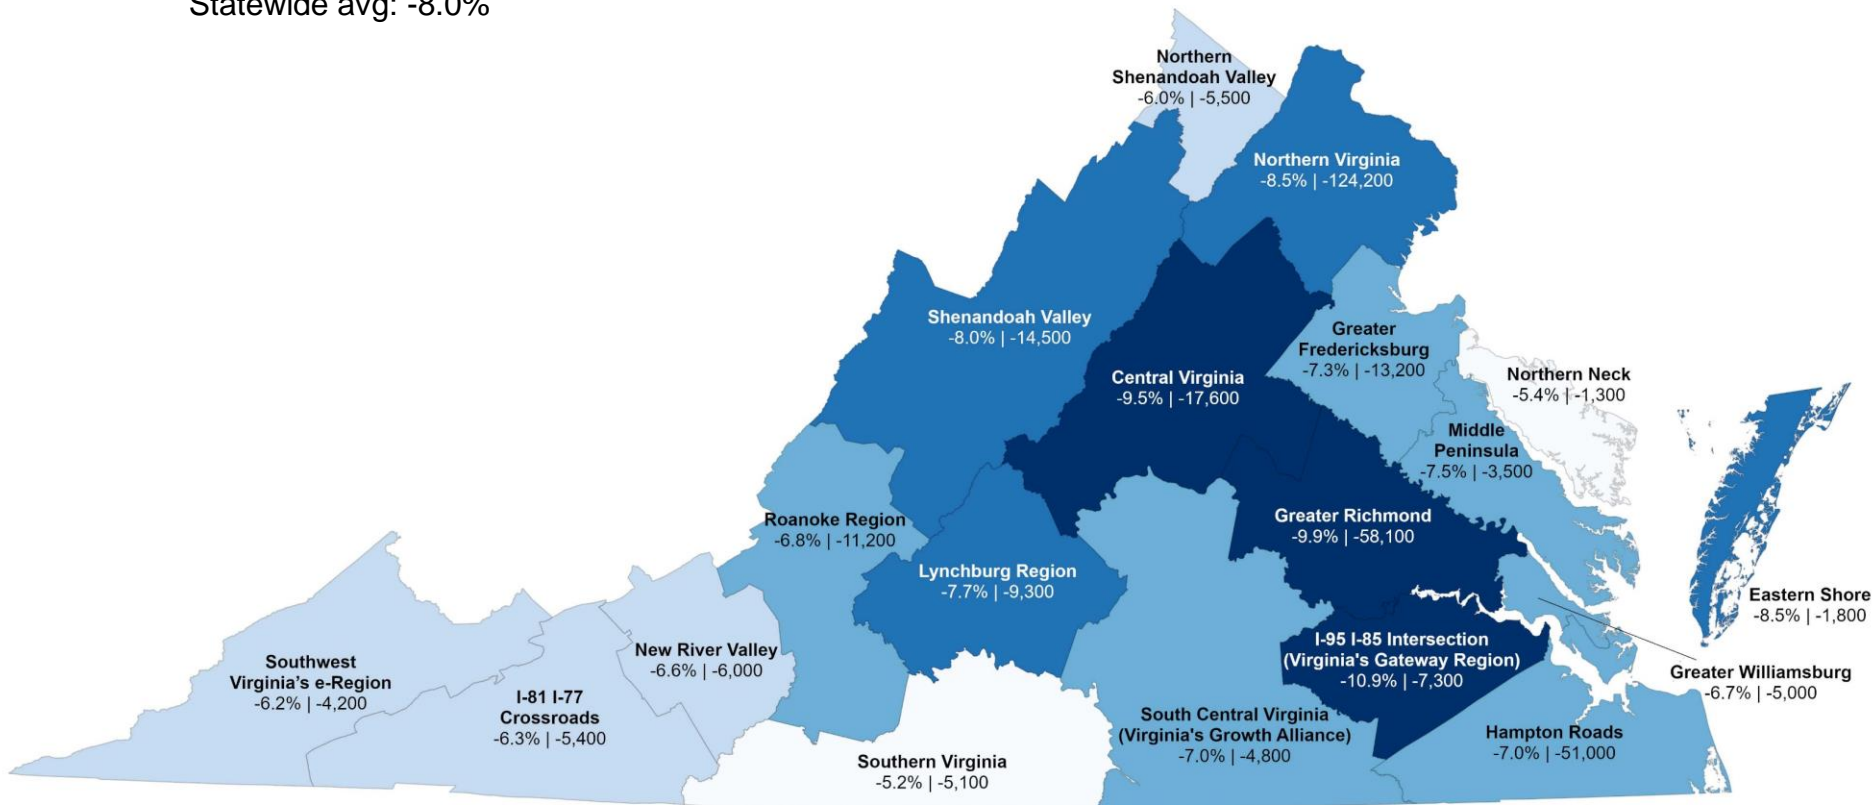 Statewide avg: -8.0%
Northern
Shenandoah Valley
-6.0% | -5,500
Northern Virginia
-8.5% | -124,200
Shenandoah Valley
-8.0% | -14,500
Greater
Fredericksburg
-7.3% | -13,200
Central Virginia
-9.5% | -17,600
Northern Neck
-5.4% | -1,300
Middle
Peninsula
-7.5% | -3,500
Roanoke Region
-6.8% | -11,200
Greater Richmond
-9.9% | -58,100
Lynchburg Region
-7.7% | -9,300
Eastern Shore
-8.5% | -1,800
New River Valley
-6.6% | -6,000
I-95 I-85 Intersection
(Virginia's Gateway Region)
-10.9% | -7,300
Southwest
Virginia’s e-Region
-6.2% | -4,200
Greater Williamsburg
-6.7% | -5,000
I-81 I-77
Crossroads
-6.3% | -5,400
South Central Virginia
(Virginia's Growth Alliance)
-7.0% | -4,800
Hampton Roads
-7.0% | -51,000
Southern Virginia
-5.2% | -5,100